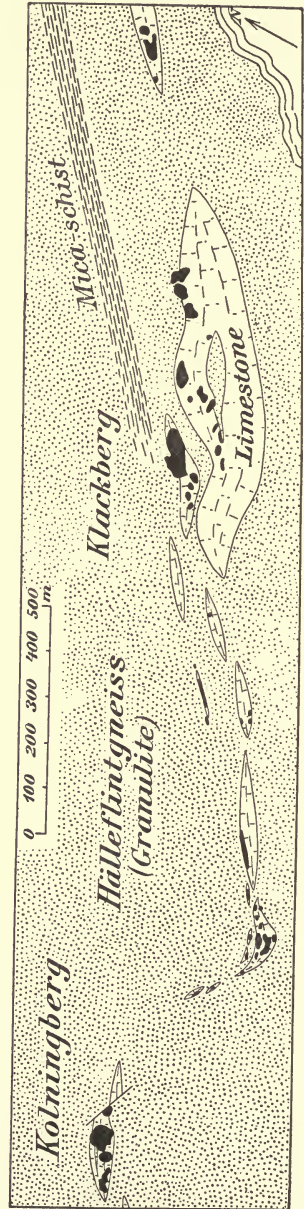 Mica-schist
Klackberg
Limestone
0 100 200 300 400 500 m
Hälleflintgneiss
(Granulite)
Kolningberg